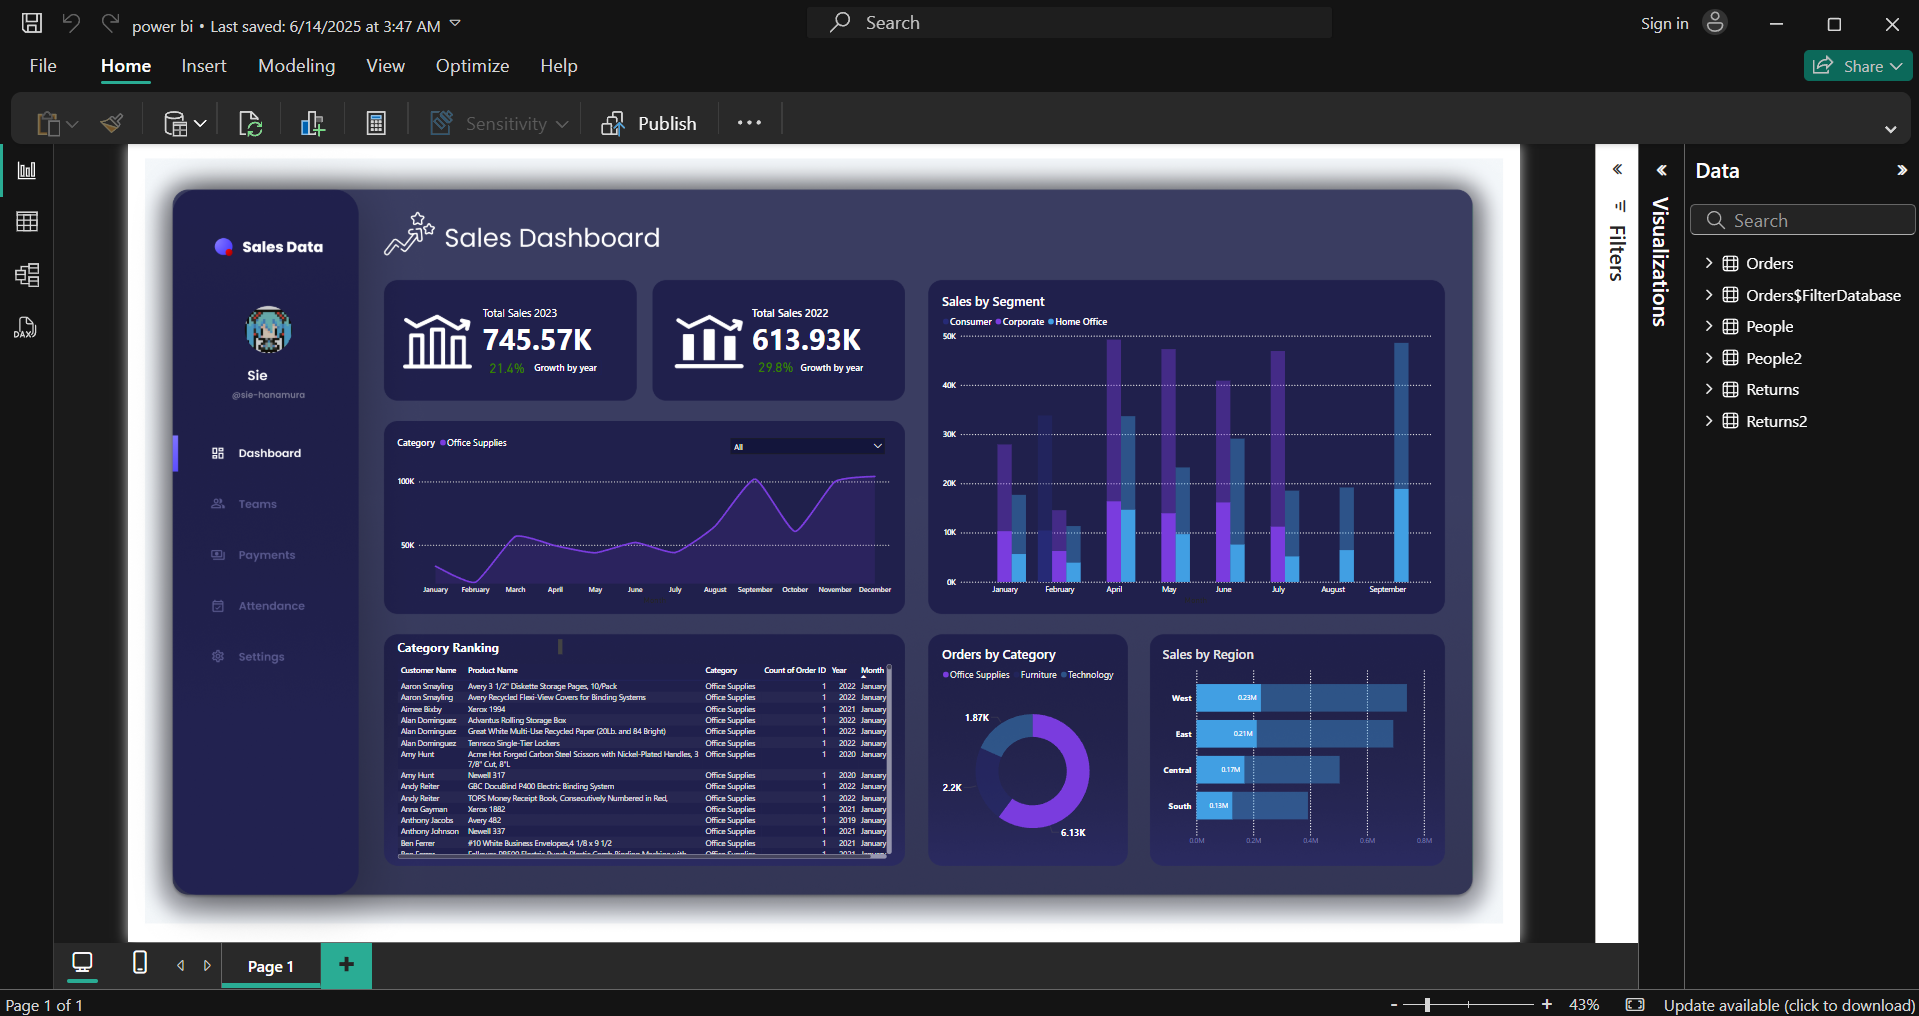 power bi • Last saved: 6/14/2025 at 3:47 AM
Search
Sign in
File Home Insert Modeling View Optimize Help
Share
Sensitivity
Publish
DAX
Sales Data
Sie
@sie-hanamura
Dashboard
Teams
Payments
Attendance
Settings
Sales Dashboard
Total Sales 2023
745.57K
21.4% Growth by year
Total Sales 2022
613.93K
29.8% Growth by year
Category Office Supplies
All
100K
50K
January February March April May June July August September October November December
Sales by Segment
Consumer Corporate Home Office
50K
40K
30K
20K
10K
0K
January February April May June July August September
Category Ranking
Customer Name Product Name Category Count of Order ID Year Month
Aaron Smayling Avery 3 1/2" Diskette Storage Pages, 10/Pack Office Supplies 1 2022 January
Aaron Smayling Avery Recycled Flexi-View Covers for Binding Systems Office Supplies 1 2022 January
Aimee Bixby Xerox 1994 Office Supplies 1 2021 January
Alan Dominguez Advantus Rolling Storage Box Office Supplies 1 2022 January
Alan Dominguez Great White Multi-Use Recycled Paper (20Lb. and 84 Bright) Office Supplies 1 2022 January
Alan Dominguez Tennsco Single-Tier Lockers Office Supplies 1 2022 January
Amy Hunt Acme Hot Forged Carbon Steel Scissors with Nickel-Plated Handles, 3 Office Supplies 1 2020 January
7/8" Cut, 8"L
Amy Hunt Newell 317 Office Supplies 1 2020 January
Andy Reiter GBC DocuBind P400 Electric Binding System Office Supplies 1 2022 January
Andy Reiter TOPS Money Receipt Book, Consecutively Numbered in Red, Office Supplies 1 2022 January
Anna Gayman Xerox 1882 Office Supplies 1 2021 January
Anthony Jacobs Avery 482 Office Supplies 1 2019 January
Anthony Johnson Newell 337 Office Supplies 1 2021 January
Ben Ferrer #10 White Business Envelopes,4 1/8 x 9 1/2 Office Supplies 1 2021 January
Orders by Category
Office Supplies Furniture Technology
1.87K
2.2K
6.13K
Sales by Region
West 0.23M
East 0.21M
Central 0.17M
South 0.13M
0.0M 0.2M 0.4M 0.6M 0.8M
Filters
Visualizations
Data
Search
Orders
Orders$FilterDatabase
People
People2
Returns
Returns2
Page 1
Page 1 of 1
43%
Update available (click to download)